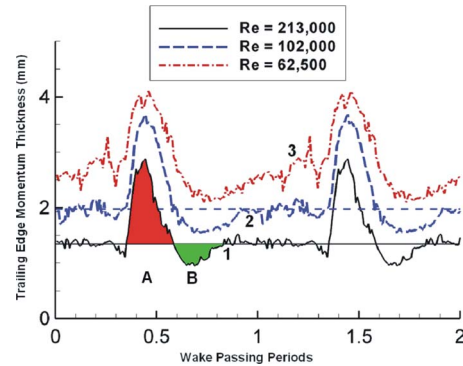 Re = 213,000
Re = 102,000
Re = 62,500
Trailing Edge Momentum Thickness (mm)
4
2
0
3
2
1
A
B
0
0.5
1
1.5
2
Wake Passing Periods